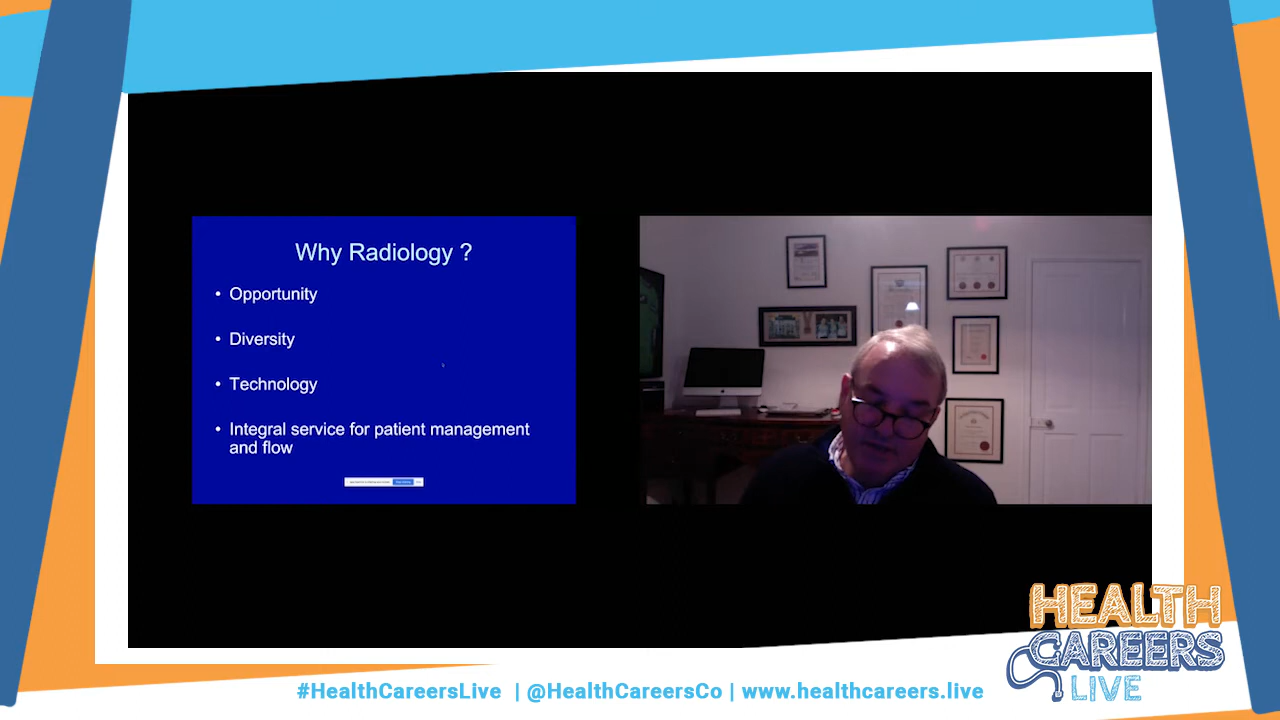 Why Radiology ?
• Opportunity
• Diversity
• Technology
• Integral service for patient management
and flow
HEALTH
CAREERS
LIVE
#HealthCareersLive | @HealthCareersCo | www.healthcareers.live